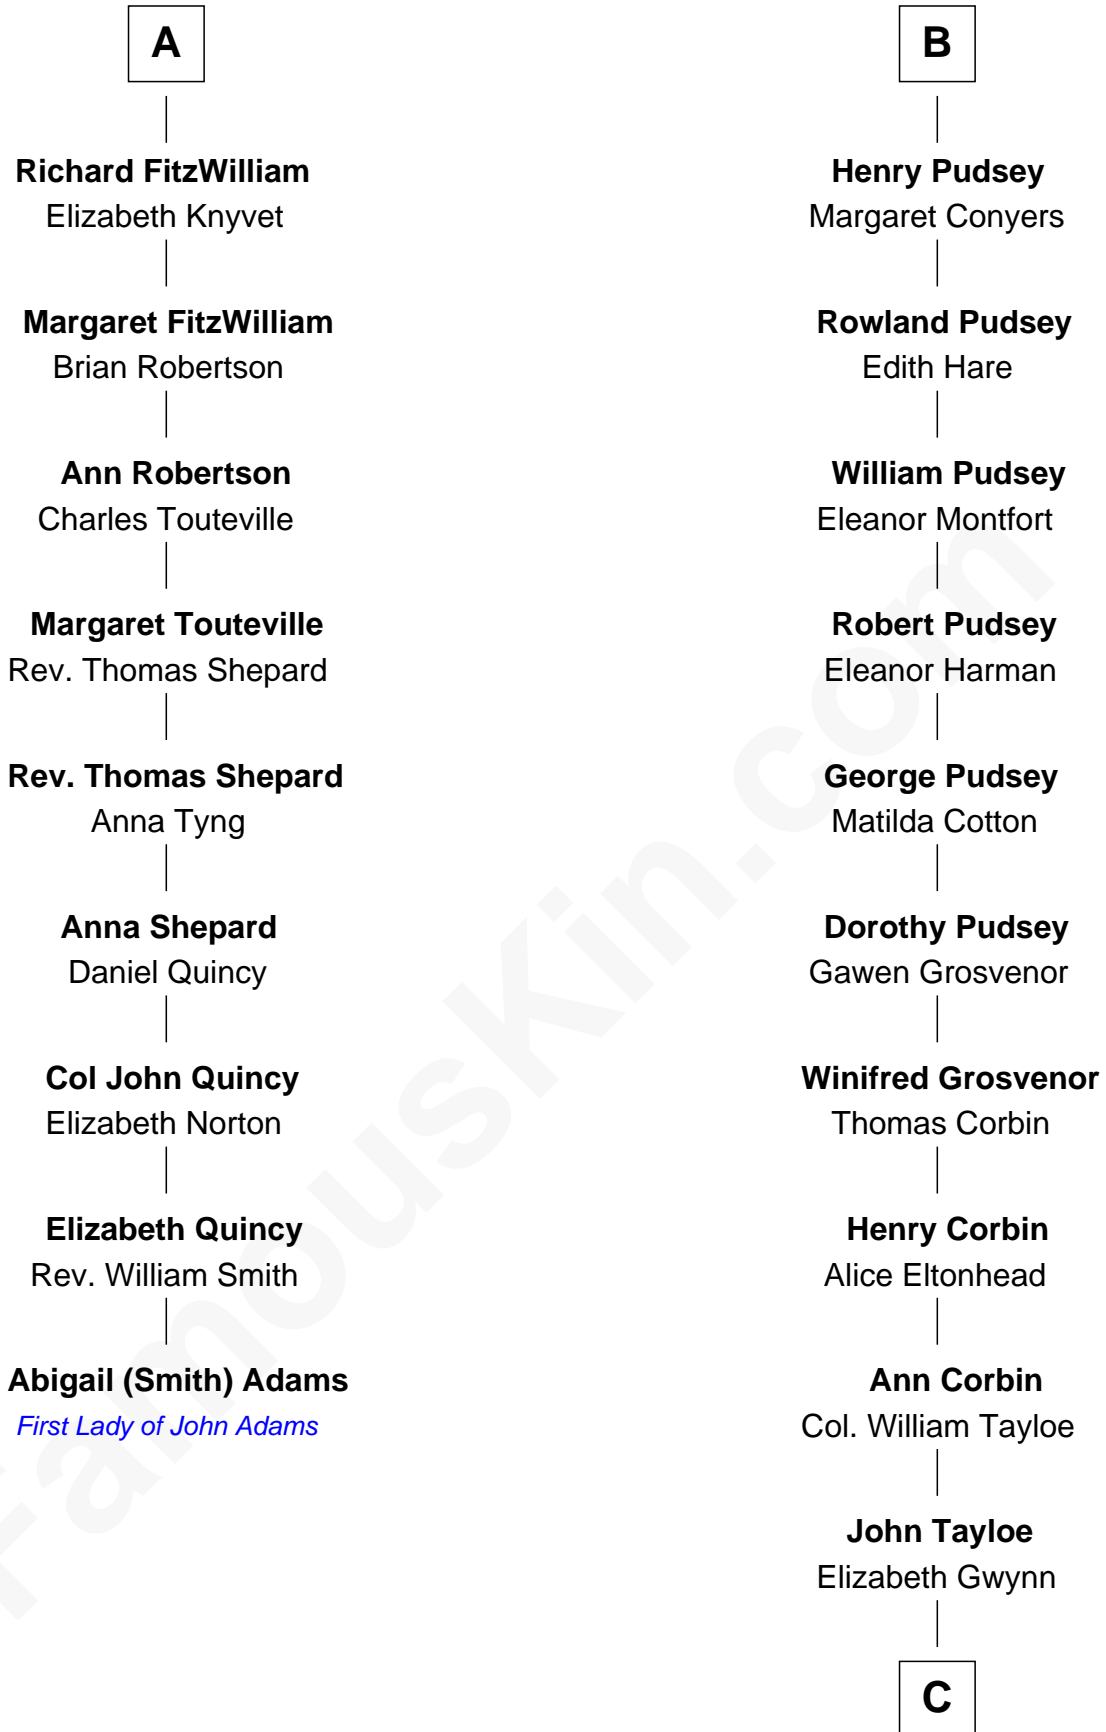 A
Richard FitzWilliam
Elizabeth Knyvet
Margaret FitzWilliam
Brian Robertson
Ann Robertson
Charles Touteville
Margaret Touteville
Rev. Thomas Shepard
Rev. Thomas Shepard
Anna Tyng
Anna Shepard
Daniel Quincy
Col John Quincy
Elizabeth Norton
Elizabeth Quincy
Rev. William Smith
Abigail (Smith) Adams
First Lady of John Adams
B
Henry Pudsey
Margaret Conyers
Rowland Pudsey
Edith Hare
William Pudsey
Eleanor Montfort
Robert Pudsey
Eleanor Harman
George Pudsey
Matilda Cotton
Dorothy Pudsey
Gawen Grosvenor
Winifred Grosvenor
Thomas Corbin
Henry Corbin
Alice Eltonhead
Ann Corbin
Col. William Tayloe
John Tayloe
Elizabeth Gwynn
C
FamousKin.com